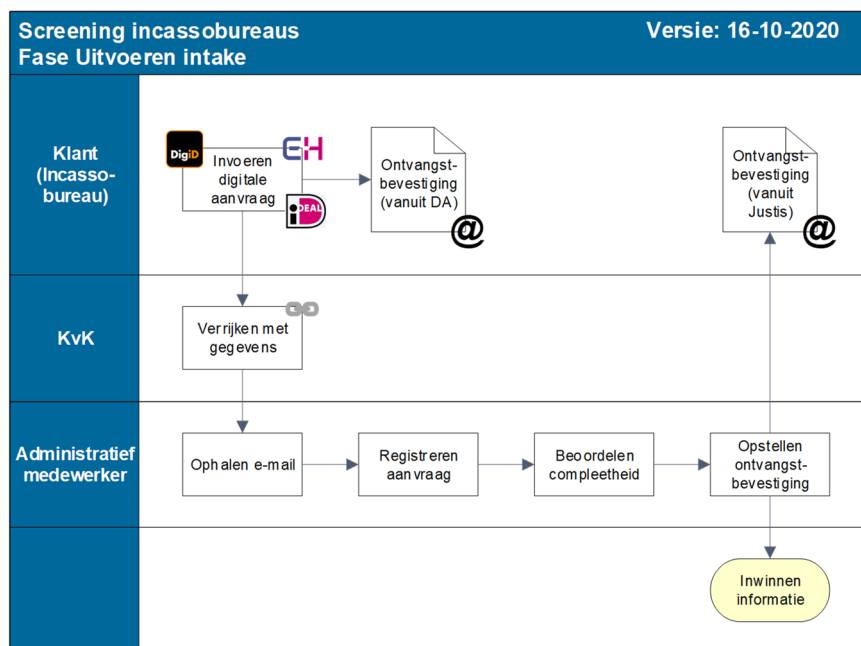 Screening incassobureaus
Fase Uitvoeren intake
Versie: 16-10-2020
Klant
(Incasso-
bureau)
DigiD
Invoeren
digitale
aanvraag
EH
iDEAL
Ontvangst-
bevestiging
(vanuit DA)
@
Ontvangst-
bevestiging
(vanuit
Justis)
@
KvK
Verrijken met
gegevens
Administratief
medewerker
Ophalen e-mail
Registreren
aanvraag
Beoordelen
compleetheid
Opstellen
ontvangst-
bevestiging
Inwinnen
informatie